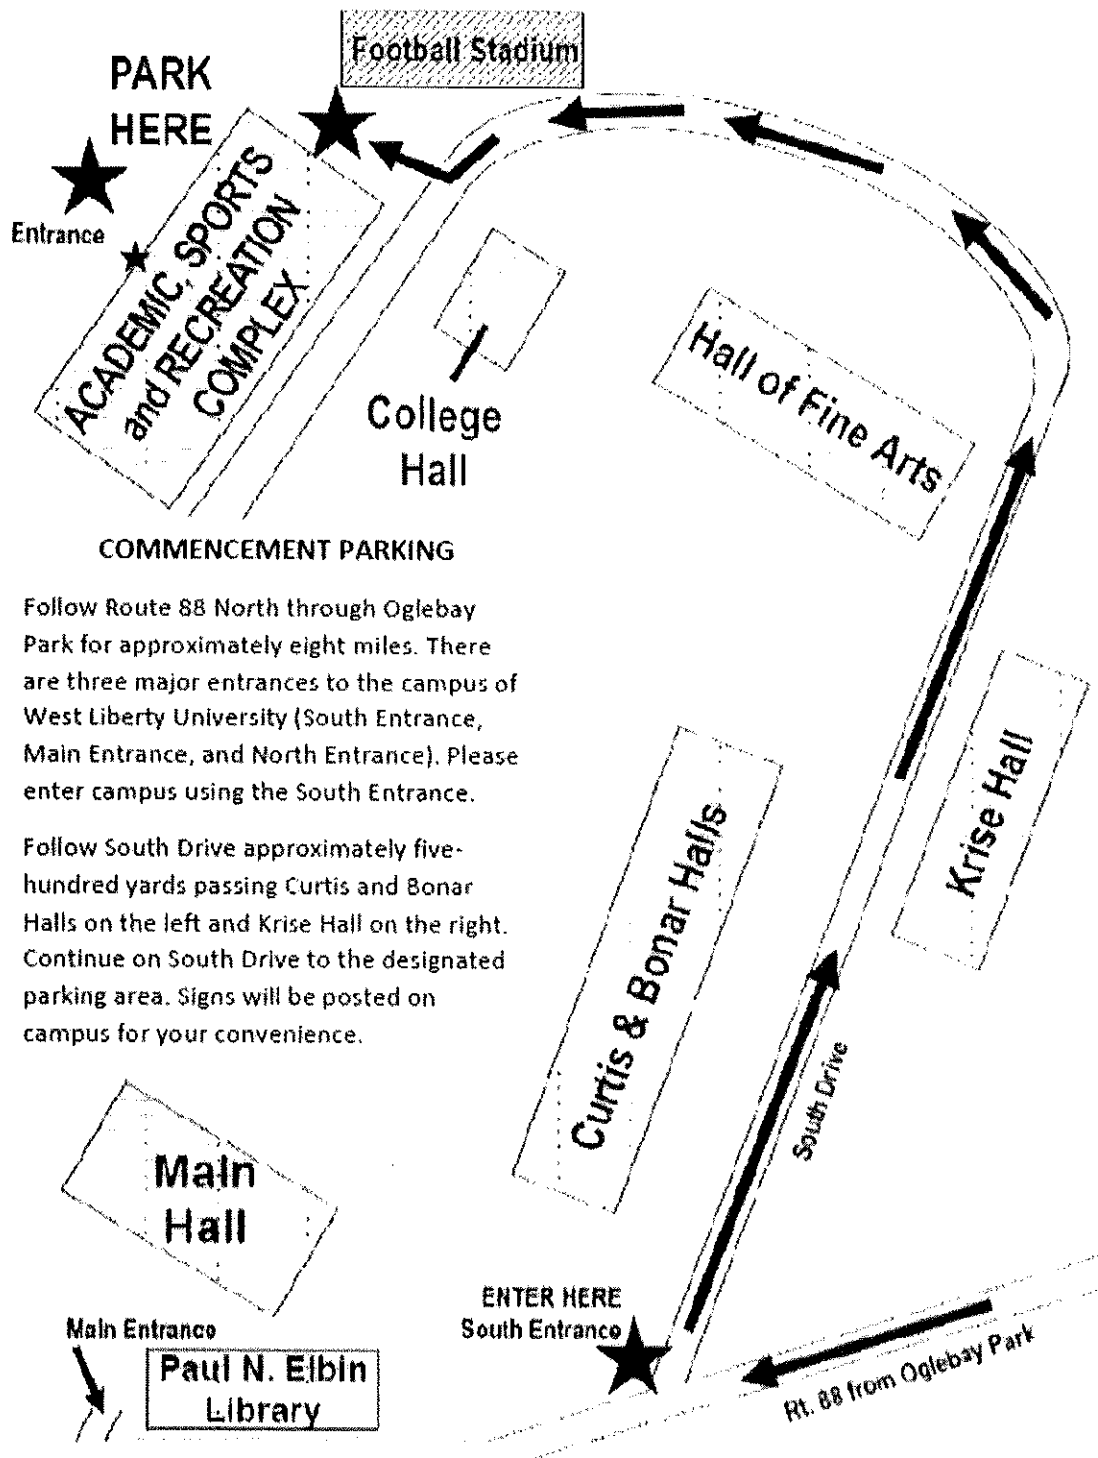 Football Stadium
PARK
HERE
Entrance
ACADEMIC, SPORTS
and RECREATION
COMPLEX
College
Hall
Hall of Fine Arts
COMMENCEMENT PARKING
Follow Route 88 North through Oglebay
Park for approximately eight miles. There
are three major entrances to the campus of
West Liberty University (South Entrance,
Main Entrance, and North Entrance). Please
enter campus using the South Entrance.
Follow South Drive approximately five-
hundred yards passing Curtis and Bonar
Halls on the left and Krise Hall on the right.
Continue on South Drive to the designated
parking area. Signs will be posted on
campus for your convenience.
Krise Hall
Curtis & Bonar Halls
South Drive
Main
Hall
ENTER HERE
South Entrance
Main Entrance
Paul N. Elbin
Library
Rt. 88 from Oglebay Park